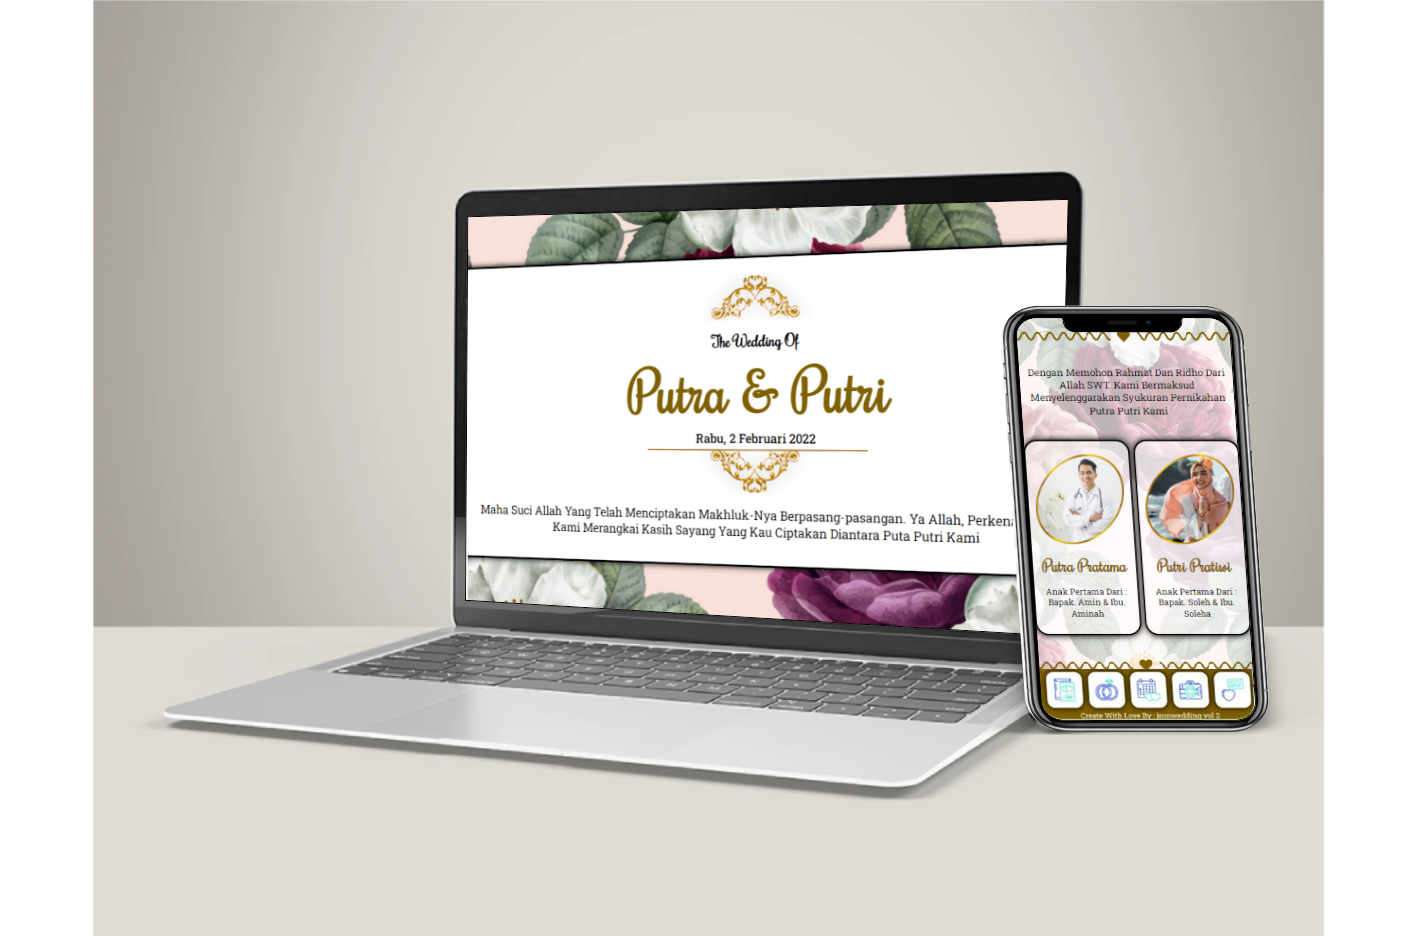 The Wedding Of
Putra & Putri
Rabu, 2 Februari 2022
Maha Suci Allah Yang Telah Menciptakan Makhluk-Nya Berpasang-pasangan. Ya Allah,
Kami Merangkai Kasih Sayang Yang Kau Ciptakan Diantara Puta Putri Kami
Dengan Memohon Rahmat Dan Ridho Dari
Allah SWT. Kami Bermaksud
Menyelenggarakan Syukuran Pernikahan
Putra Putri Kami
Putra Pratama
Anak Pertama Dari :
Bapak. Amin & Ibu.
Aminah
Putri Pratiwi
Anak Pertama Dari :
Bapak. Soleh & Ibu.
Soleha
Create With Love By : jsonwedding vol 2